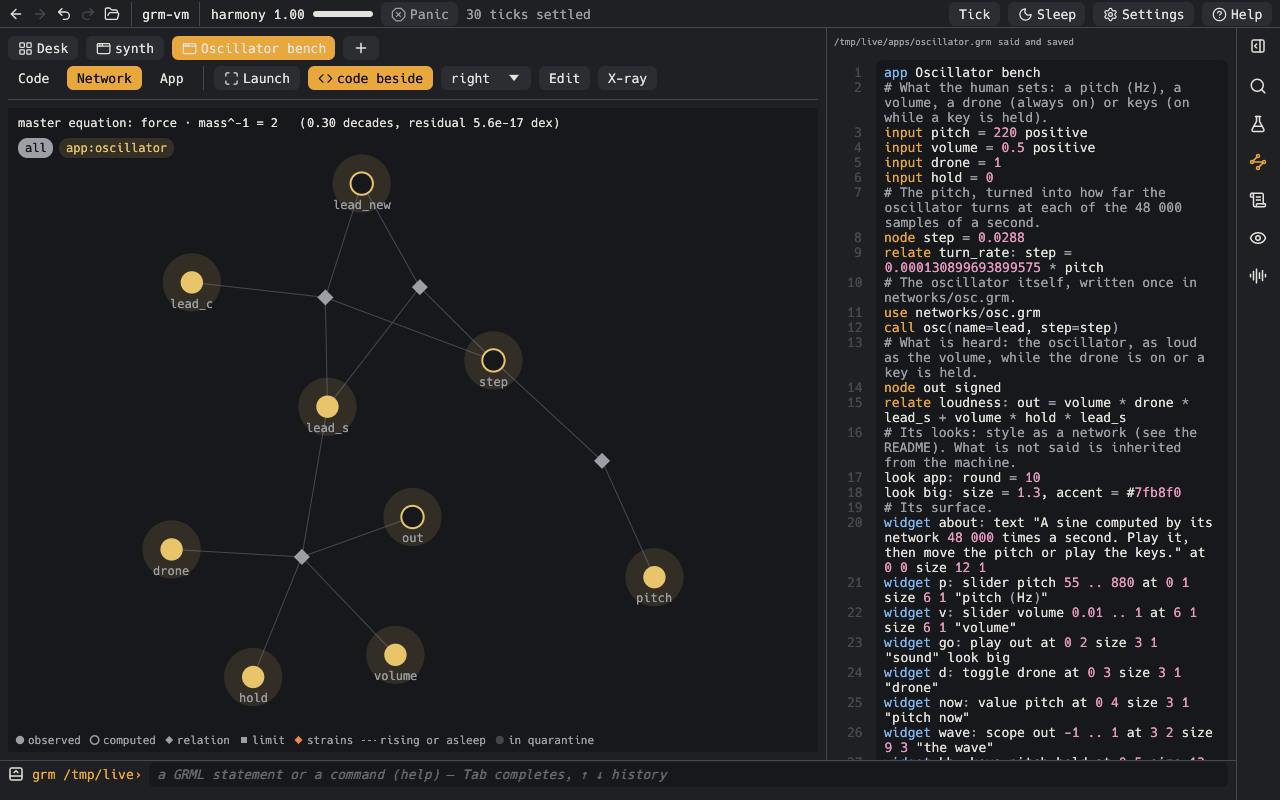 grm-vm harmony 1.00 Panic 30 ticks settled Tick Sleep Settings Help
Desk synth Oscillator bench +
Code Network App Launch code beside right Edit X-ray
master equation: force · mass^-1 = 2 (0.30 decades, residual 5.6e-17 dex)
all app:oscillator
lead_new
lead_c
step
lead_s
out
drone
pitch
volume
hold
observed computed relation limit strains rising or asleep in quarantine
/tmp/live/apps/oscillator.grm said and saved
1 app Oscillator bench
2 # What the human sets: a pitch (Hz), a
volume, a drone (always on) or keys (on
while a key is held).
3 input pitch = 220 positive
4 input volume = 0.5 positive
5 input drone = 1
6 input hold = 0
7 # The pitch, turned into how far the
oscillator turns at each of the 48 000
samples of a second.
8 node step = 0.0288
9 relate turn_rate: step =
0.000130899693899575 * pitch
10 # The oscillator itself, written once in
networks/osc.grm.
11 use networks/osc.grm
12 call osc(name=lead, step=step)
13 # What is heard: the oscillator, as loud
as the volume, while the drone is on or a
key is held.
14 node out signed
15 relate loudness: out = volume * drone *
lead_s + volume * hold * lead_s
16 # Its looks: style as a network (see the
README). What is not said is inherited
from the machine.
17 look app: round = 10
18 look big: size = 1.3, accent = #7fb8f0
19 # Its surface.
20 widget about: text "A sine computed by its
network 48 000 times a second. Play it,
then move the pitch or play the keys." at
0 0 size 12 1
21 widget p: slider pitch 55 .. 880 at 0 1
size 6 1 "pitch (Hz)"
22 widget v: slider volume 0.01 .. 1 at 6 1
size 6 1 "volume"
23 widget go: play out at 0 2 size 3 1
"sound" look big
24 widget d: toggle drone at 0 3 size 3 1
"drone"
25 widget now: value pitch at 0 4 size 3 1
"pitch now"
26 widget wave: scope out -1 .. 1 at 3 2 size
9 3 "the wave"
grm /tmp/live› a GRML statement or a command (help) — Tab completes, ↑ ↓ history